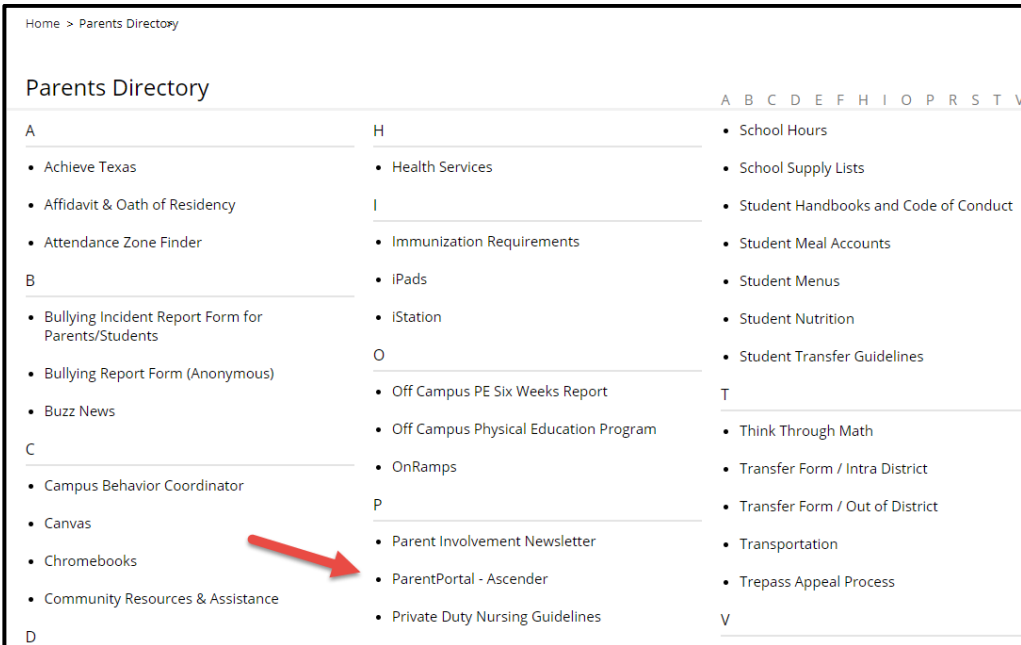 Home > Parents Directory
Parents Directory
A B C D E F H I O P R S T V
A
Achieve Texas
Affidavit & Oath of Residency
Attendance Zone Finder
B
Bullying Incident Report Form for
Parents/Students
Bullying Report Form (Anonymous)
Buzz News
C
Campus Behavior Coordinator
Canvas
Chromebooks
Community Resources & Assistance
D
H
Health Services
I
Immunization Requirements
iPads
iStation
O
Off Campus PE Six Weeks Report
Off Campus Physical Education Program
OnRamps
P
Parent Involvement Newsletter
ParentPortal - Ascender
Private Duty Nursing Guidelines
School Hours
School Supply Lists
Student Handbooks and Code of Conduct
Student Meal Accounts
Student Menus
Student Nutrition
Student Transfer Guidelines
T
Think Through Math
Transfer Form / Intra District
Transfer Form / Out of District
Transportation
Trepass Appeal Process
V